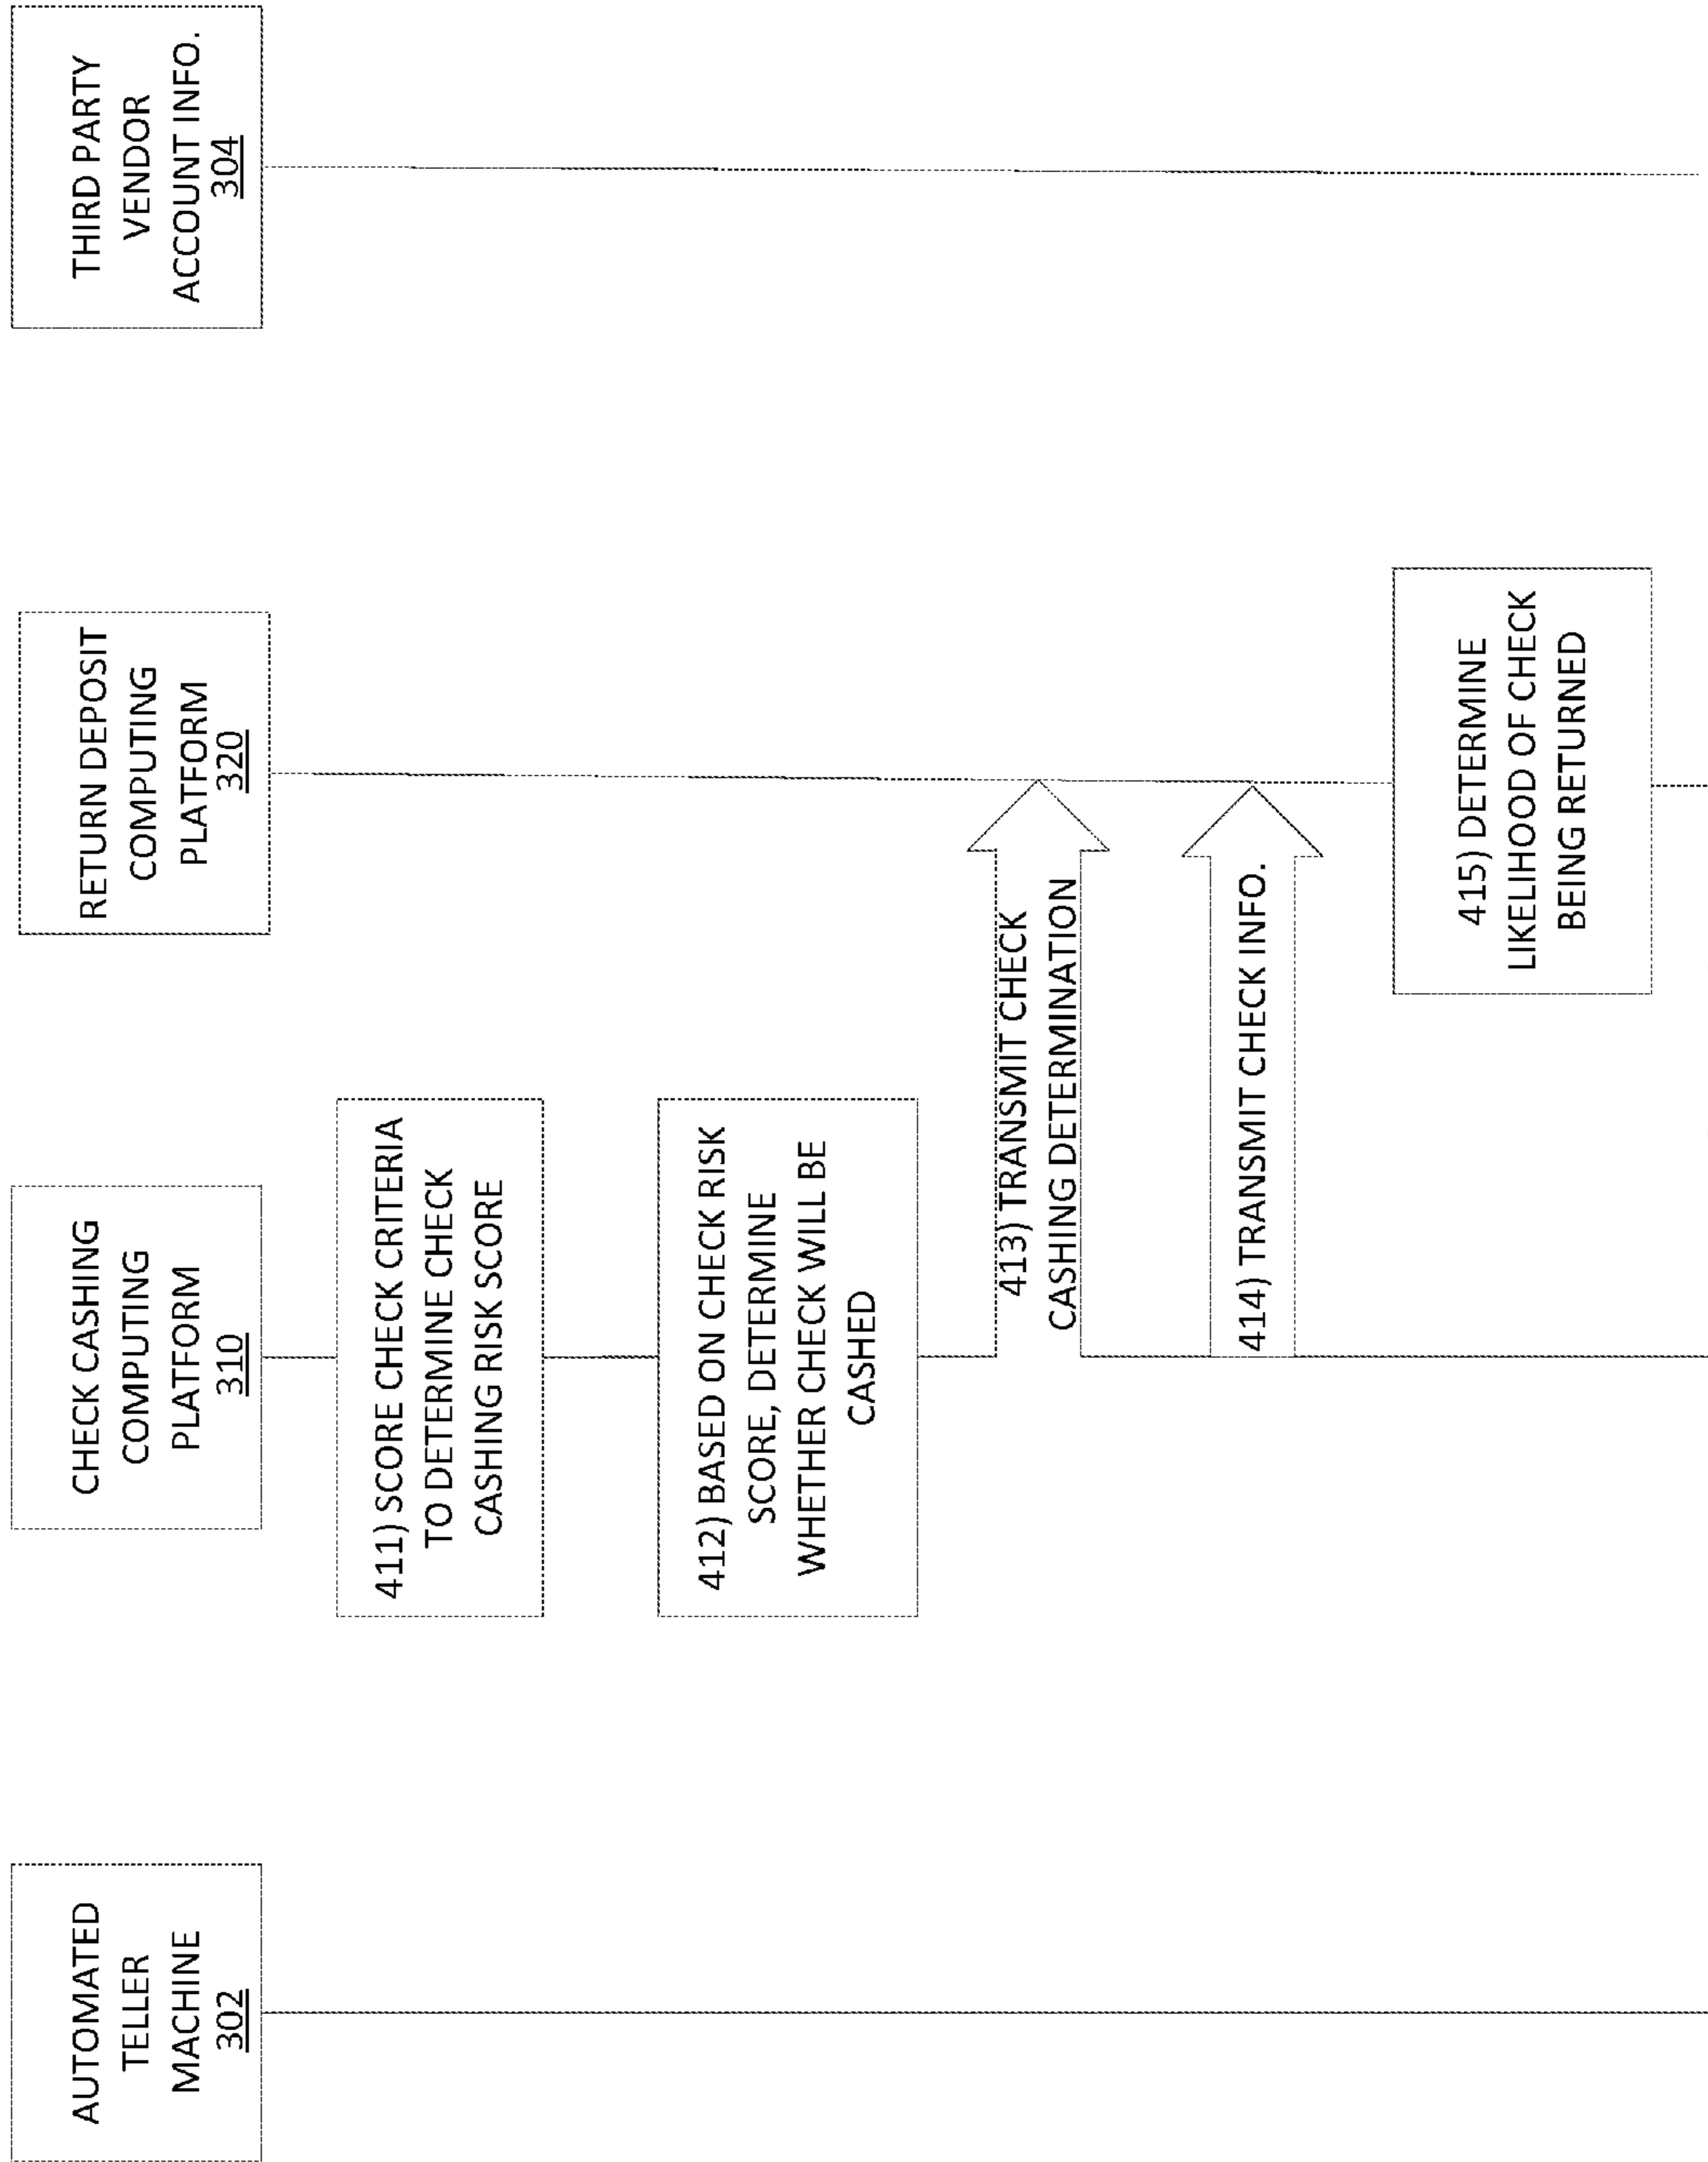 AUTOMATED
TELLER
MACHINE
302
CHECK CASHING
COMPUTING
PLATFORM
310
RETURN DEPOSIT
COMPUTING
PLATFORM
320
THIRD PARTY
VENDOR
ACCOUNT INFO.
304
411) SCORE CHECK CRITERIA
TO DETERMINE CHECK
CASHING RISK SCORE
412) BASED ON CHECK RISK
SCORE, DETERMINE
WHETHER CHECK WILL BE
CASHED
413) TRANSMIT CHECK
CASHING DETERMINATION
414) TRANSMIT CHECK INFO.
415) DETERMINE
LIKELIHOOD OF CHECK
BEING RETURNED